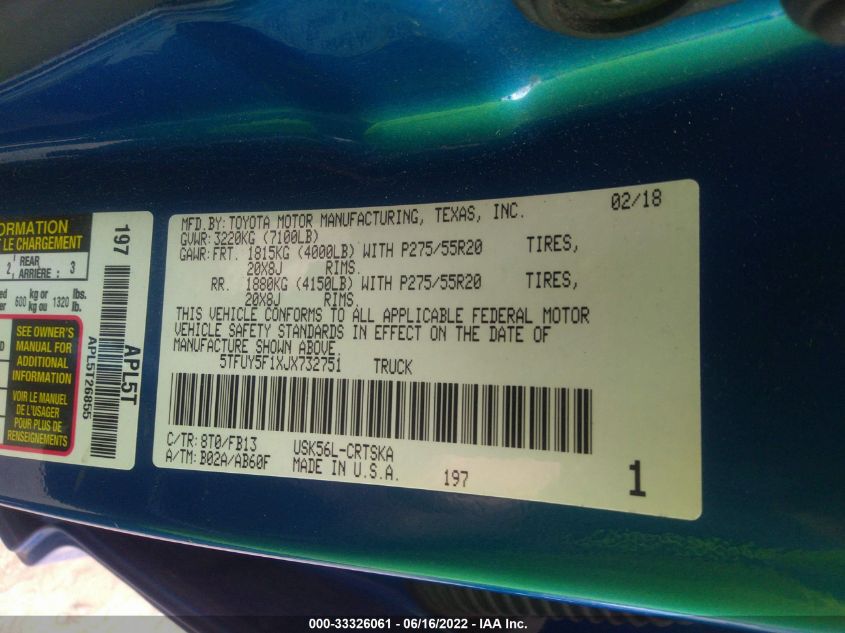 ORMATION
LE CHARGEMENT
2, REAR ARRIÈRE : 3
600 kg or kg ou 1320 lbs. lb.
SEE OWNER'S
MANUAL FOR
ADDITIONAL
INFORMATION
VOIR LE MANUEL
DE L'USAGER
POUR PLUS DE
RENSEIGNEMENTS
197
APL5T
APL5T26855
MFD.BY:TOYOTA MOTOR MANUFACTURING, TEXAS, INC. 02/18
GVWR: 3220KG (7100LB)
GAWR:FRT. 1815KG (4000LB) WITH P275/55R20 TIRES,
20X8J RIMS.
RR. 1880KG (4150LB) WITH P275/55R20 TIRES,
20X8J RIMS.
THIS VEHICLE CONFORMS TO ALL APPLICABLE FEDERAL MOTOR
VEHICLE SAFETY STANDARDS IN EFFECT ON THE DATE OF
MANUFACTURE SHOWN ABOVE.
5TFUY5F1XJX732751 TRUCK
C/TR: 8T0/FB13 USK56L-CRTSKA
A/TM: B02A/AB60F MADE IN U.S.A. 197 1
000-33326061 - 06/16/2022 - IAA Inc.